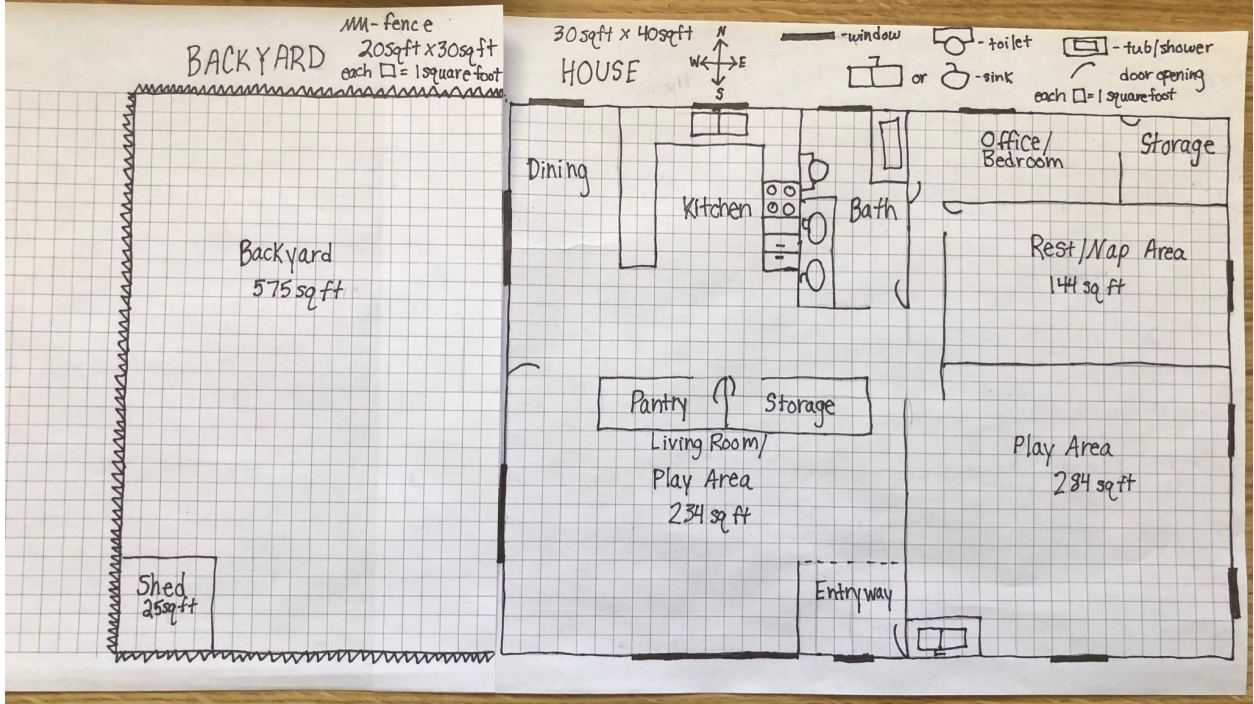 MM-fence
BACKYARD
20sqft x 30sqft
each □ = 1 square foot
30sqft x 40sqft
HOUSE
N
W E
S
-window
-toilet
-tub/shower
or -sink
door opening
each □ = 1 square foot
Dining
Kitchen
Bath
Office/
Bedroom
Storage
Backyard
575 sq ft
Rest/Nap Area
144 sq ft
Pantry
Storage
Living Room/
Play Area
234 sq ft
Play Area
284 sq ft
Shed
25sqft
Entryway